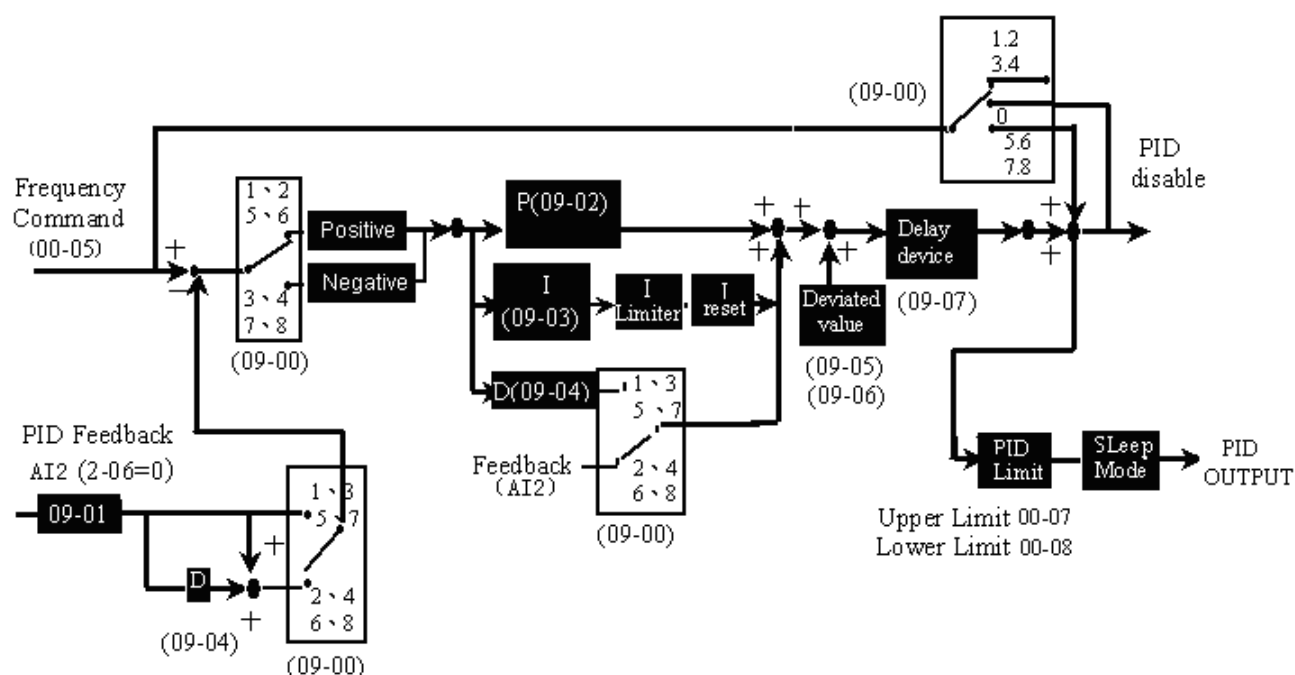 1.2
3.4
(09-00)
0
5.6
7.8
PID
disable
Frequency
Command
(00-05)
+
−
1、2
5、6
3、4
7、8
(09-00)
Positive
Negative
P(09-02)
I
(09-03)
I
Limiter
I
reset
D(09-04)
1、3
5、7
2、4
6、8
(09-00)
Feedback
(AI2)
+
+
+
+
Deviated
value
(09-05)
(09-06)
Delay
device
(09-07)
+
+
PID Feedback
AI2 (2-06=0)
09-01
D
(09-04)
+
+
1、3
5、7
2、4
6、8
(09-00)
PID
Limit
SLeep
Mode
PID
OUTPUT
Upper Limit 00-07
Lower Limit 00-08